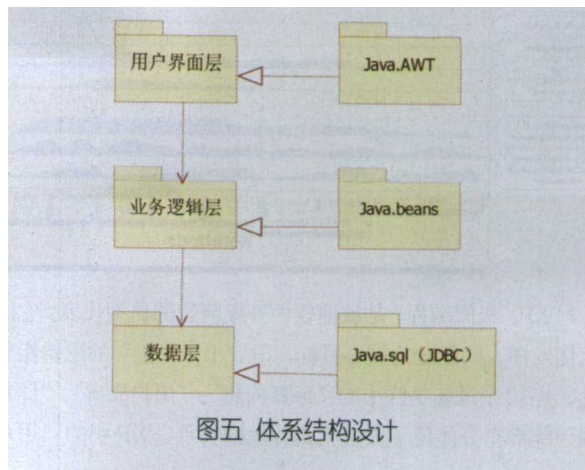 用户界面层
Java.AWT
业务逻辑层
Java.beans
数据层
Java.sql（JDBC）
图五 体系结构设计